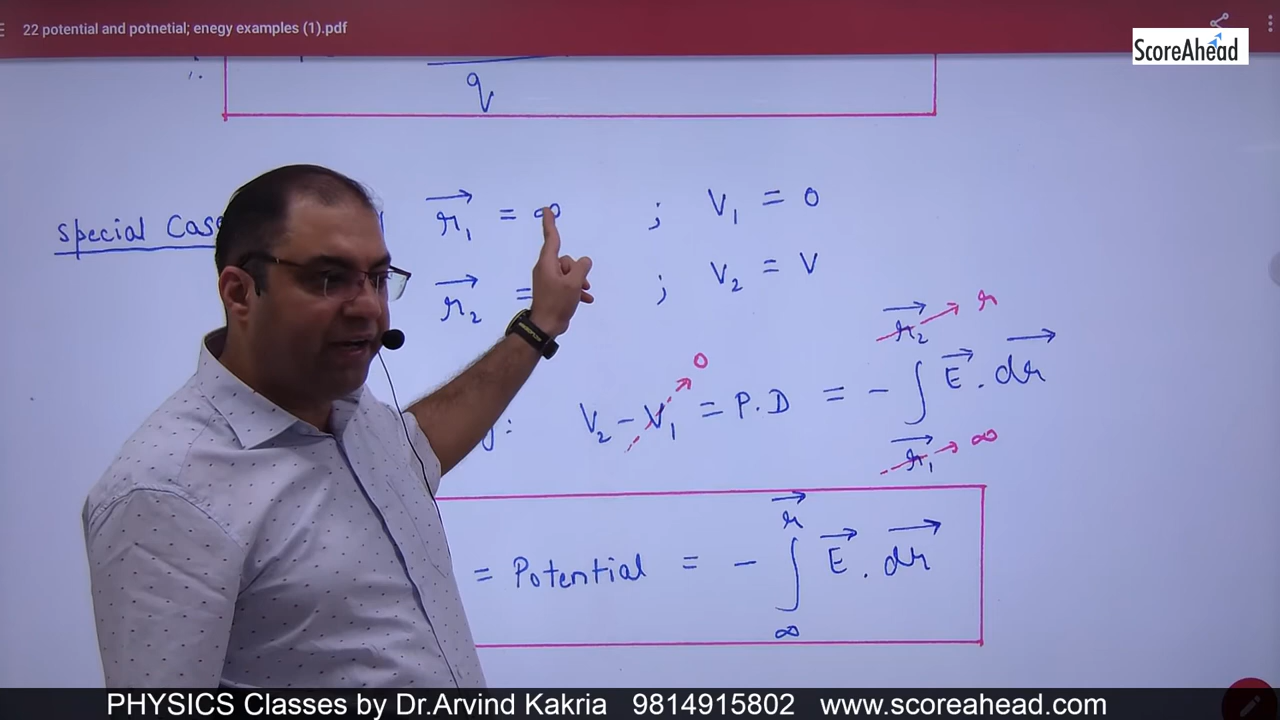 22 potential and potnetial; enegy examples (1).pdf
ScoreAhead
q
Special Case r₁ = ∞ ; V₁ = 0
r₂ = ; V₂ = V
r₂ → r
→ 0
V₂ - V₁ = P.D = - ∫ E . dr
r₁ → ∞
r
= Potential = - ∫ E . dr
∞
PHYSICS Classes by Dr.Arvind Kakria 9814915802 www.scoreahead.com